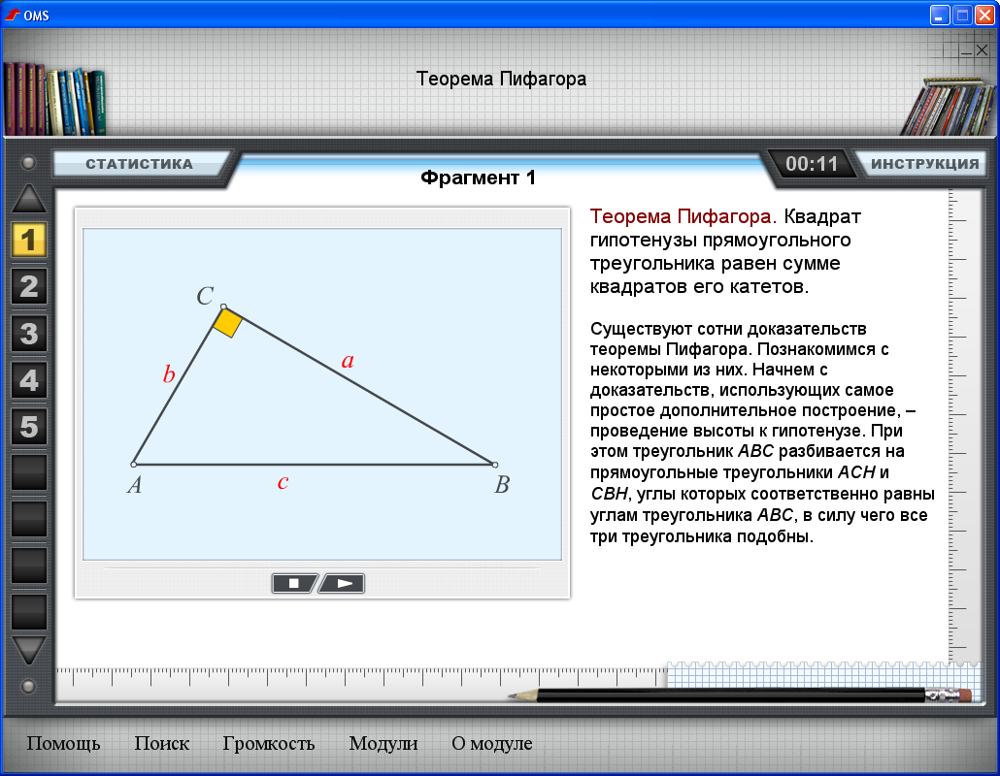 OMS
Теорема Пифагора
СТАТИСТИКА
Фрагмент 1
00:11
ИНСТРУКЦИЯ
1
2
3
4
5
C
b
a
A
c
B
Теорема Пифагора. Квадрат
гипотенузы прямоугольного
треугольника равен сумме
квадратов его катетов.
Существуют сотни доказательств
теоремы Пифагора. Познакомимся с
некоторыми из них. Начнем с
доказательств, использующих самое
простое дополнительное построение, –
проведение высоты к гипотенузе. При
этом треугольник ABC разбивается на
прямоугольные треугольники ACH и
CBH, углы которых соответственно равны
углам треугольника ABC, в силу чего все
три треугольника подобны.
Помощь Поиск Громкость Модули О модуле